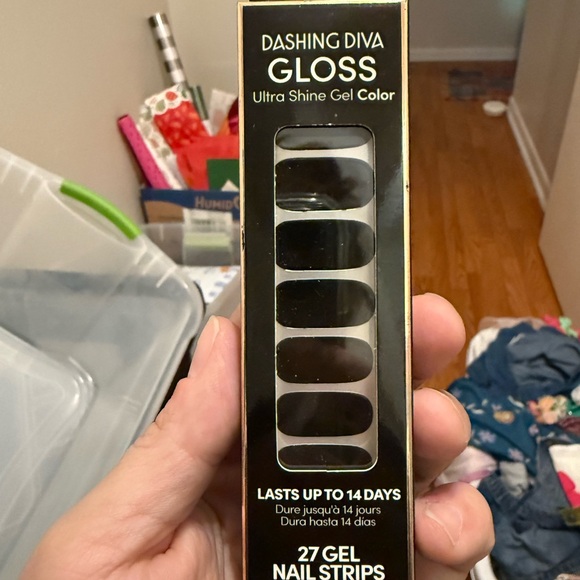 DASHING DIVA
GLOSS
Ultra Shine Gel Color
LASTS UP TO 14 DAYS
Dure jusqu'à 14 jours
Dura hasta 14 días
27 GEL
NAIL STRIPS
HUMID